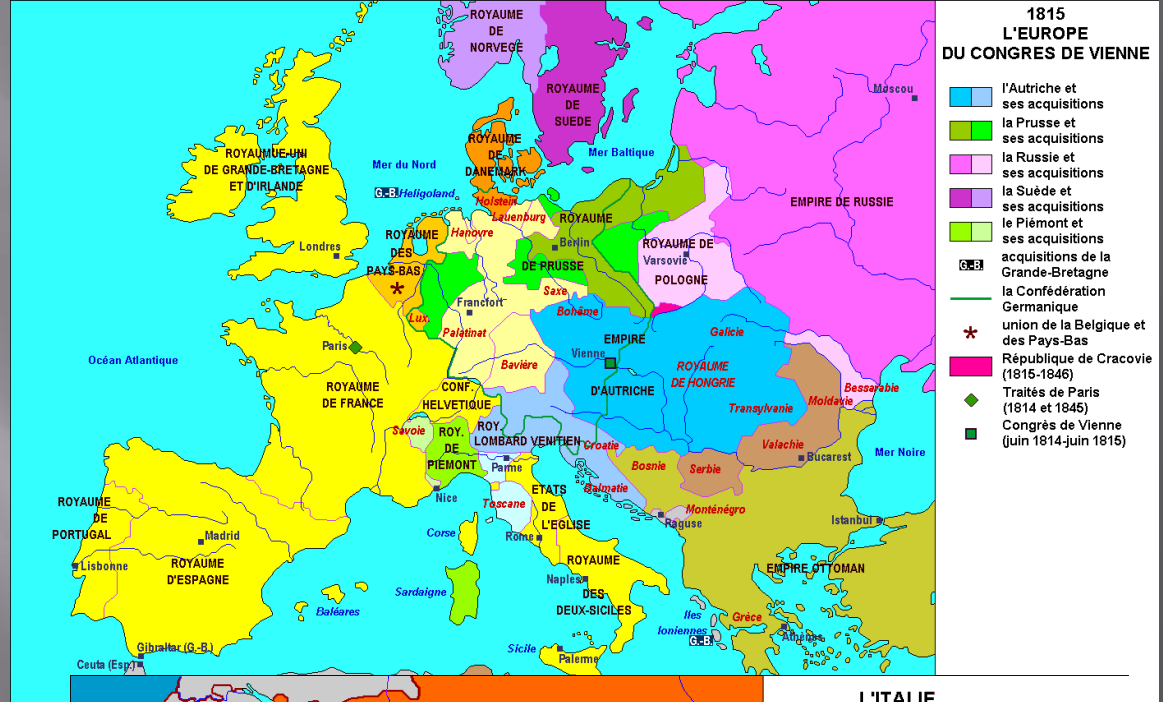 1815
L'EUROPE
DU CONGRES DE VIENNE
l'Autriche et
ses acquisitions
la Prusse et
ses acquisitions
la Russie et
ses acquisitions
la Suède et
ses acquisitions
le Piémont et
ses acquisitions
G.-B.
acquisitions de la
Grande-Bretagne
la Confédération
Germanique
union de la Belgique et
des Pays-Bas
République de Cracovie
(1815-1846)
Traités de Paris
(1814 et 1845)
Congrès de Vienne
(juin 1814-juin 1815)
ROYAUME
DE
NORVEGE
ROYAUME
DE
SUEDE
Moscou
ROYAUMUE-UNI
DE GRANDE-BRETAGNE
ET D'IRLANDE
Mer du Nord
ROYAUME
DE
DANEMARK
Mer Baltique
G.-B.
Heligoland
Holstein
Lauenburg
EMPIRE DE RUSSIE
Londres
ROYAUME
DES
PAYS-BAS
Hanovre
ROYAUME
Berlin
DE PRUSSE
ROYAUME DE
Varsovie
POLOGNE
Francfort
Saxe
Bohême
Lux.
Palatinat
Galicie
Océan Atlantique
Paris
EMPIRE
Vienne
D'AUTRICHE
Bavière
ROYAUME
DE HONGRIE
ROYAUME
DE FRANCE
CONF.
HELVETIQUE
Transylvanie
Moldavie
Bessarabie
Savoie
ROY.
DE
PIEMONT
ROY.
LOMBARD VENITIEN
Croatie
Valachie
Bucarest
Mer Noire
Parme
Bosnie
Serbie
Nice
Toscane
ETATS
DE
L'EGLISE
Dalmatie
Monténégro
Raguse
Istanbul
ROYAUME
DE
PORTUGAL
Madrid
Corse
Rome
Lisbonne
ROYAUME
D'ESPAGNE
ROYAUME
Naples
DES
DEUX-SICILES
EMPIRE OTTOMAN
Sardaigne
Baléares
Iles
Ioniennes
G.-B.
Grèce
Athènes
Gibraltar (G.-B.)
Ceuta (Esp.)
Sicile
Palerme
L'ITALIE